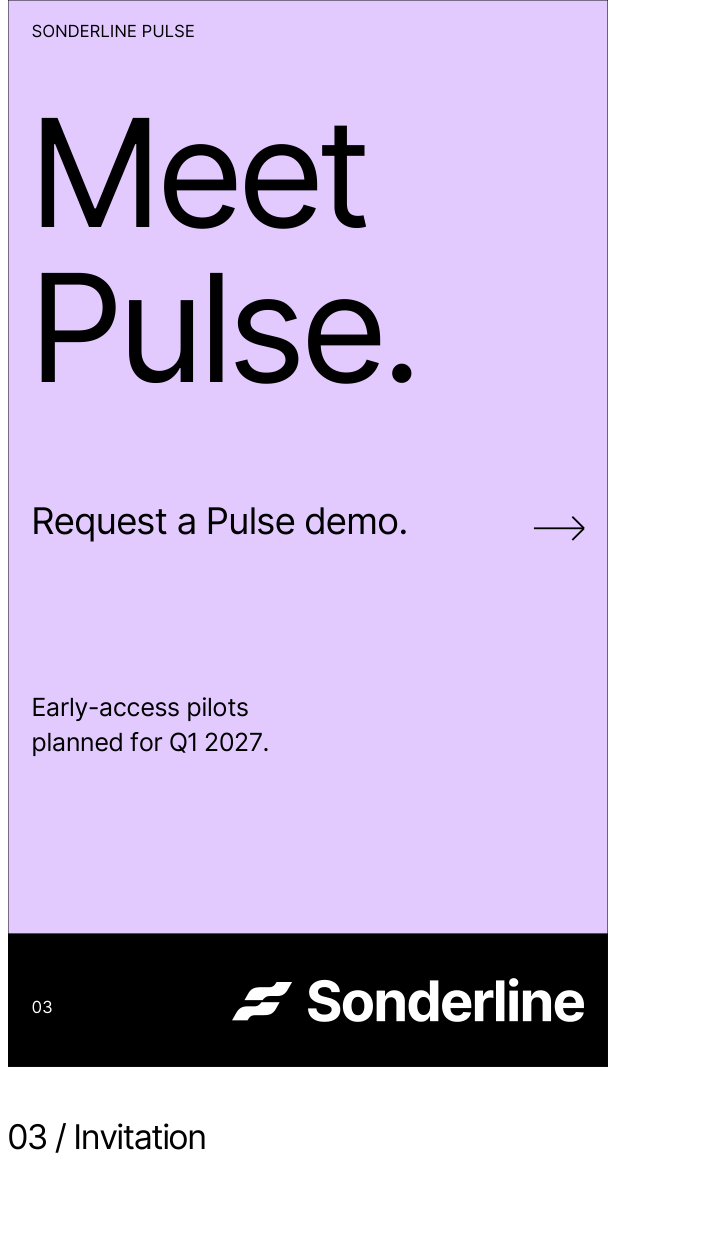 SONDERLINE PULSE
Meet
Pulse.
Request a Pulse demo.
Early-access pilots
planned for Q1 2027.
03
Sonderline
03 / Invitation